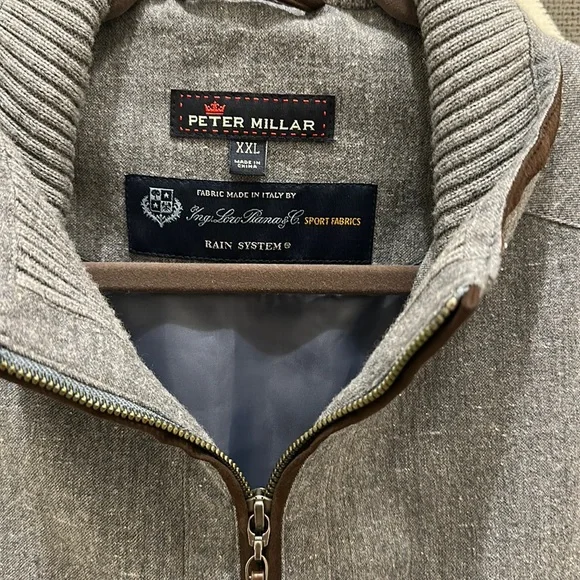 PETER MILLAR
XXL
MADE IN
CHINA
FABRIC MADE IN ITALY BY
Ing. Loro Piana & C. SPORT FABRICS
RAIN SYSTEM®